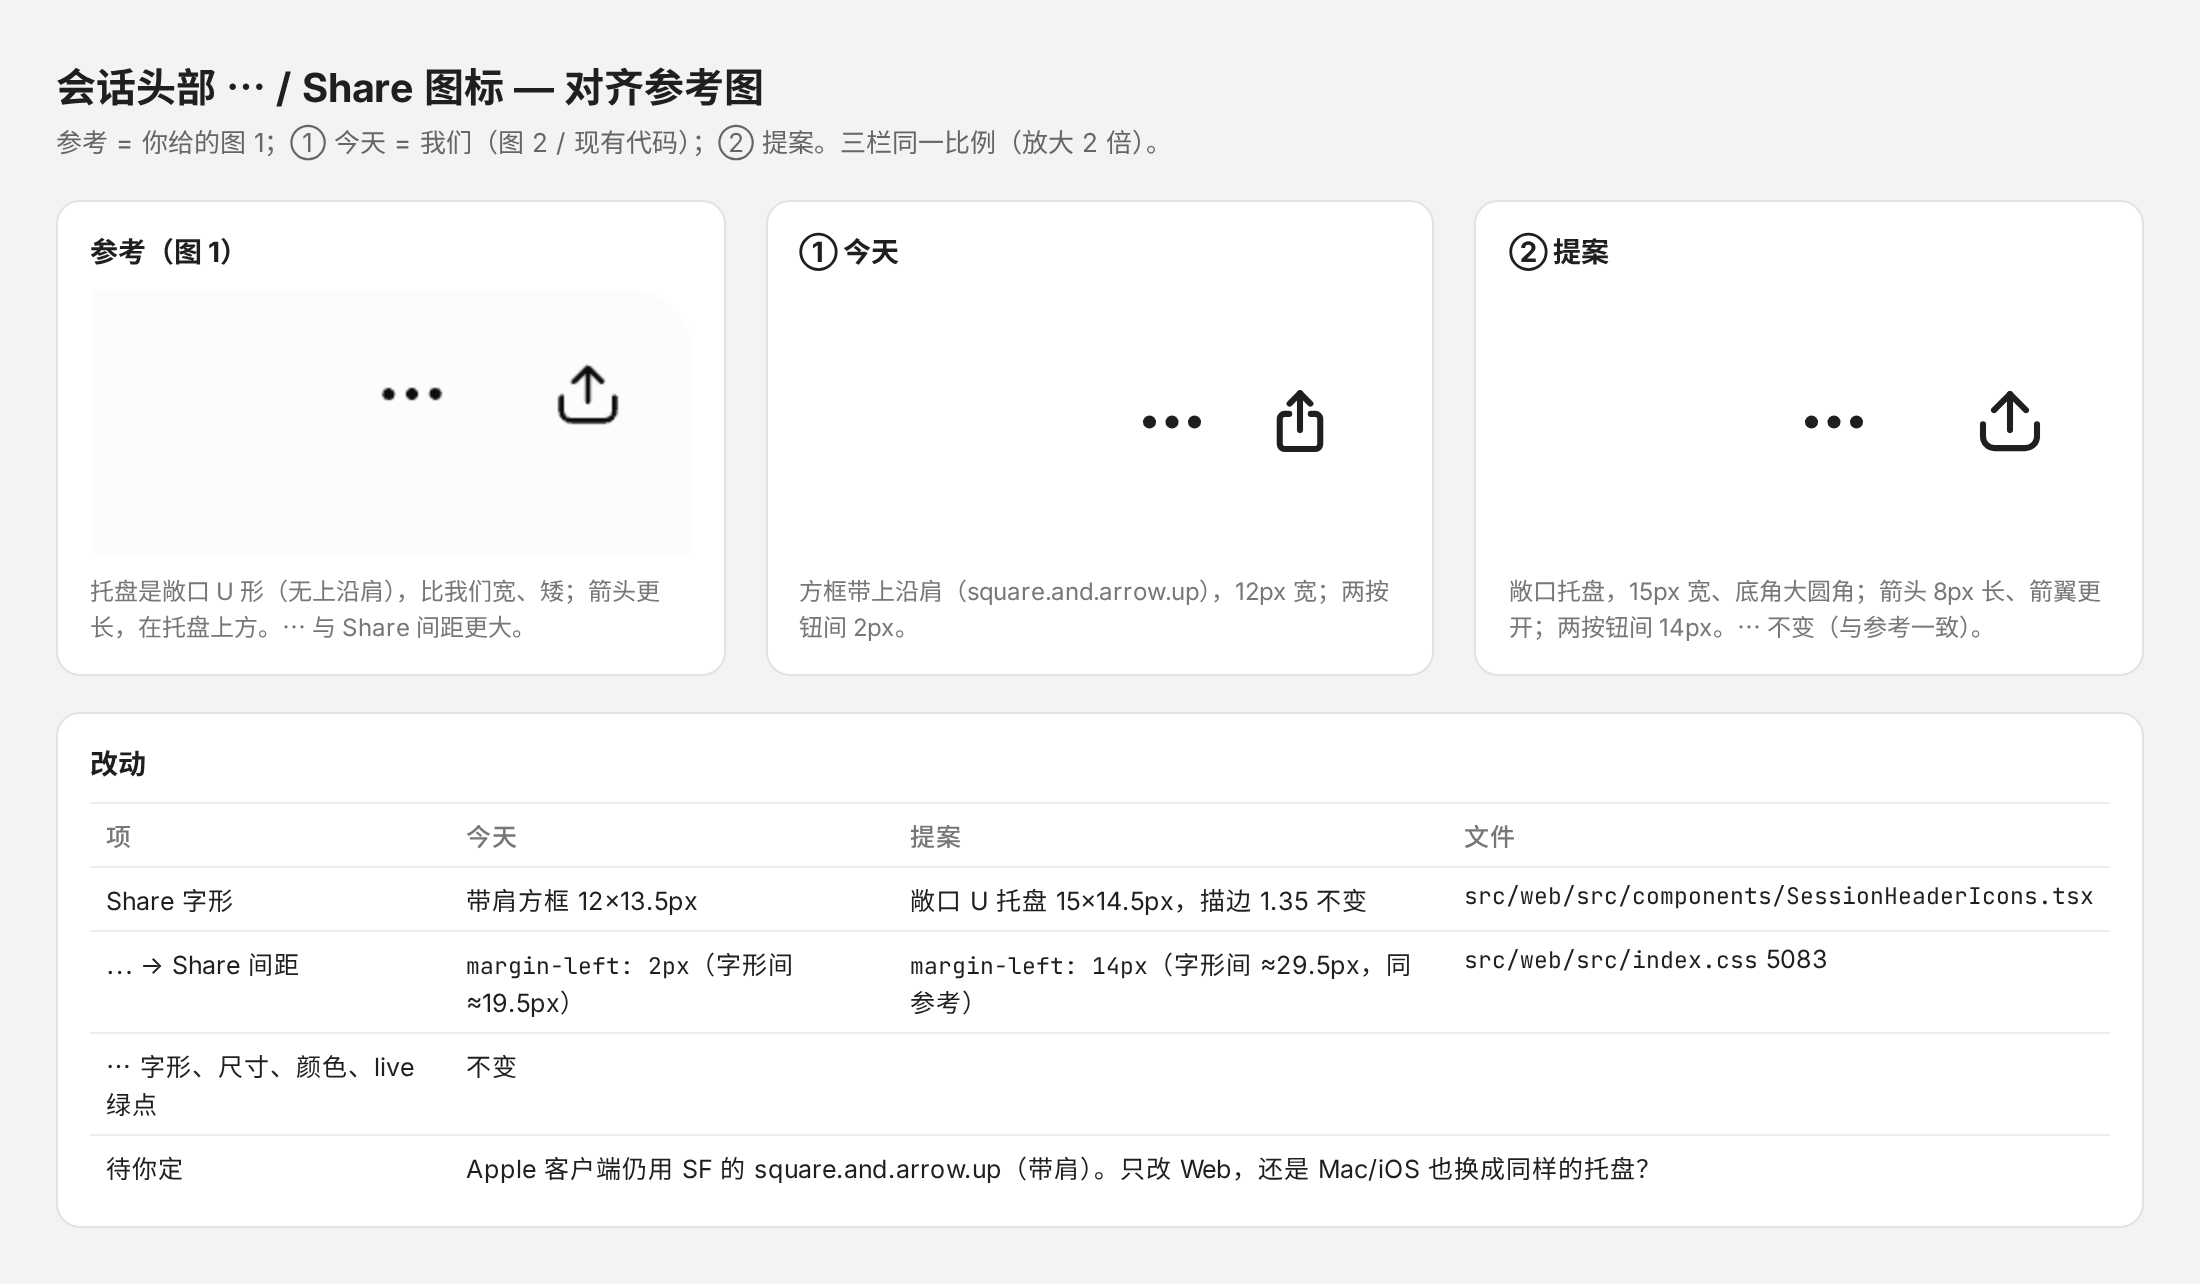 会话头部 ··· / Share 图标 — 对齐参考图
参考 = 你给的图 1；① 今天 = 我们（图 2 / 现有代码）；② 提案。三栏同一比例（放大 2 倍）。
参考（图 1）
托盘是敞口 U 形（无上沿肩），比我们宽、矮；箭头更
长，在托盘上方。··· 与 Share 间距更大。
① 今天
方框带上沿肩（square.and.arrow.up），12px 宽；两按
钮间 2px。
② 提案
敞口托盘，15px 宽、底角大圆角；箭头 8px 长、箭翼更
开；两按钮间 14px。··· 不变（与参考一致）。
改动
项 今天 提案 文件
Share 字形 带肩方框 12×13.5px 敞口 U 托盘 15×14.5px，描边 1.35 不变 src/web/src/components/SessionHeaderIcons.tsx
... → Share 间距 margin-left: 2px（字形间 margin-left: 14px（字形间 ≈29.5px，同 src/web/src/index.css 5083
≈19.5px） 参考）
··· 字形、尺寸、颜色、live 不变
绿点
待你定 Apple 客户端仍用 SF 的 square.and.arrow.up（带肩）。只改 Web，还是 Mac/iOS 也换成同样的托盘？